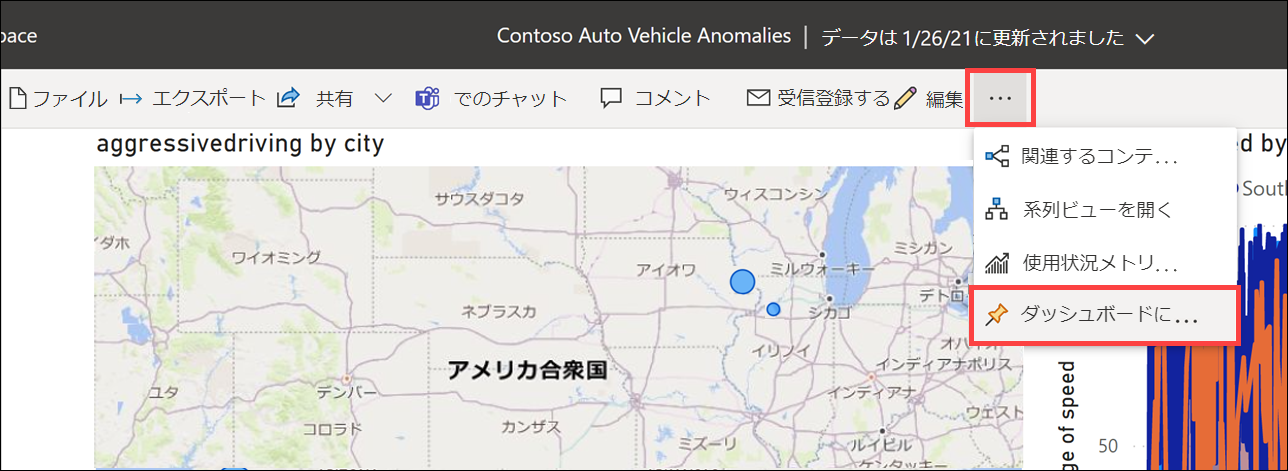 pace
Contoso Auto Vehicle Anomalies | データは 1/26/21に更新されました
ファイル エクスポート 共有 でのチャット コメント 受信登録する 編集 ...
aggressivedriving by city
ed by
関連するコンテ...
South
系列ビューを開く
使用状況メトリ...
ダッシュボードに...
サウスダコタ
ウィスコンシン
イダホ
ワイオミング
ミシガン
アイオワ
ミルウォーキー
デトロ
シカゴ
ネブラスカ
イリノイ
オハイオ
インディアナポリス
アメリカ合衆国
ユタ
デンバー
インディアナ
ウェスト
コロラド
カンザス
ミズーリ
ルイビル
ケンタッキー
ge of speed
50